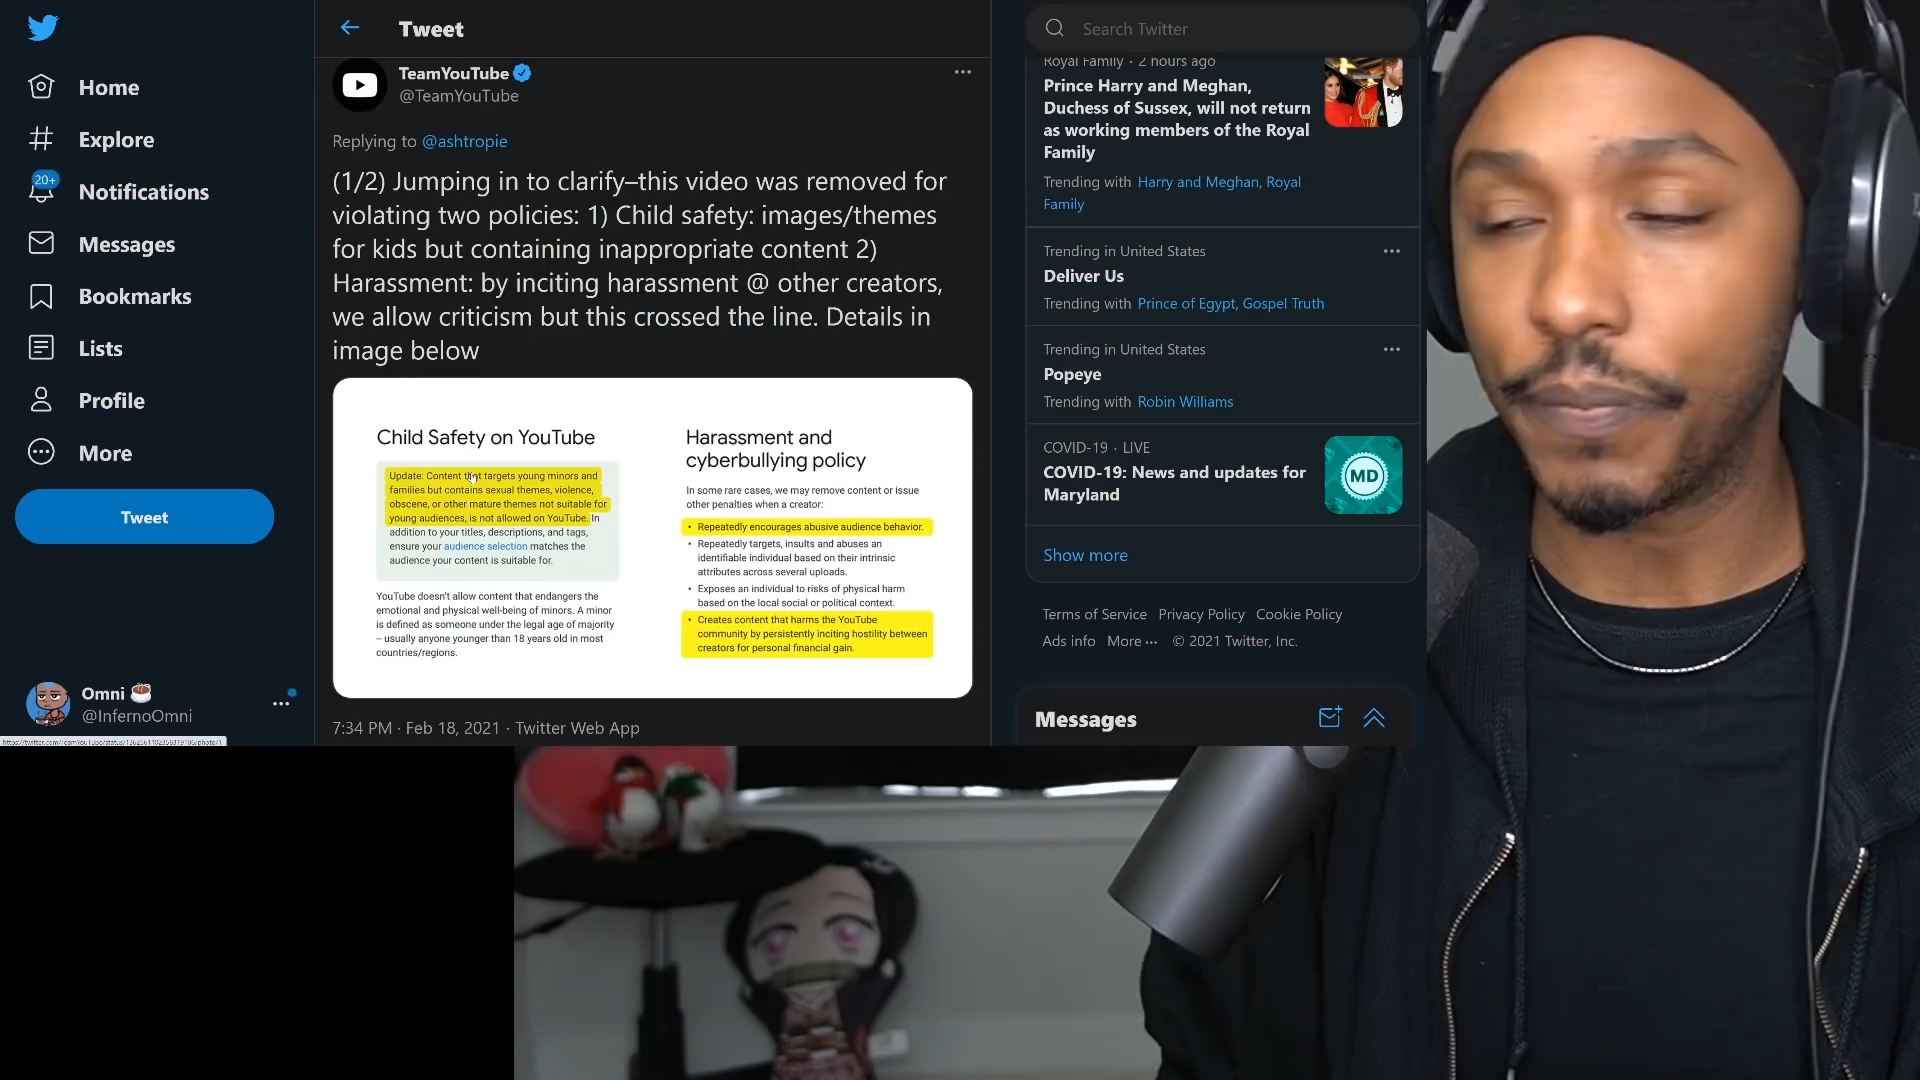 Home
Explore
20+
Notifications
Messages
Bookmarks
Lists
Profile
More
Tweet
Omni
@InfernoOmni
Tweet
TeamYouTube
@TeamYouTube
Replying to @ashtropie
(1/2) Jumping in to clarify–this video was removed for
violating two policies: 1) Child safety: images/themes
for kids but containing inappropriate content 2)
Harassment: by inciting harassment @ other creators,
we allow criticism but this crossed the line. Details in
image below
Child Safety on YouTube
Update: Content that targets young minors and
families but contains sexual themes, violence,
obscene, or other mature themes not suitable for
young audiences, is not allowed on YouTube. In
addition to your titles, descriptions, and tags,
ensure your audience selection matches the
audience your content is suitable for.
YouTube doesn't allow content that endangers the
emotional and physical well-being of minors. A minor
is defined as someone under the legal age of majority
– usually anyone younger than 18 years old in most
countries/regions.
Harassment and
cyberbullying policy
In some rare cases, we may remove content or issue
other penalties when a creator:
• Repeatedly encourages abusive audience behavior.
• Repeatedly targets, insults and abuses an
identifiable individual based on their intrinsic
attributes across several uploads.
• Exposes an individual to risks of physical harm
based on the local social or political context.
• Creates content that harms the YouTube
community by persistently inciting hostility between
creators for personal financial gain.
7:34 PM · Feb 18, 2021 · Twitter Web App
Search Twitter
Royal Family · 2 hours ago
Prince Harry and Meghan,
Duchess of Sussex, will not return
as working members of the Royal
Family
Trending with Harry and Meghan, Royal
Family
Trending in United States
Deliver Us
Trending with Prince of Egypt, Gospel Truth
Trending in United States
Popeye
Trending with Robin Williams
COVID-19 · LIVE
COVID-19: News and updates for
Maryland
MD
Show more
Terms of Service Privacy Policy Cookie Policy
Ads info More ··· © 2021 Twitter, Inc.
Messages